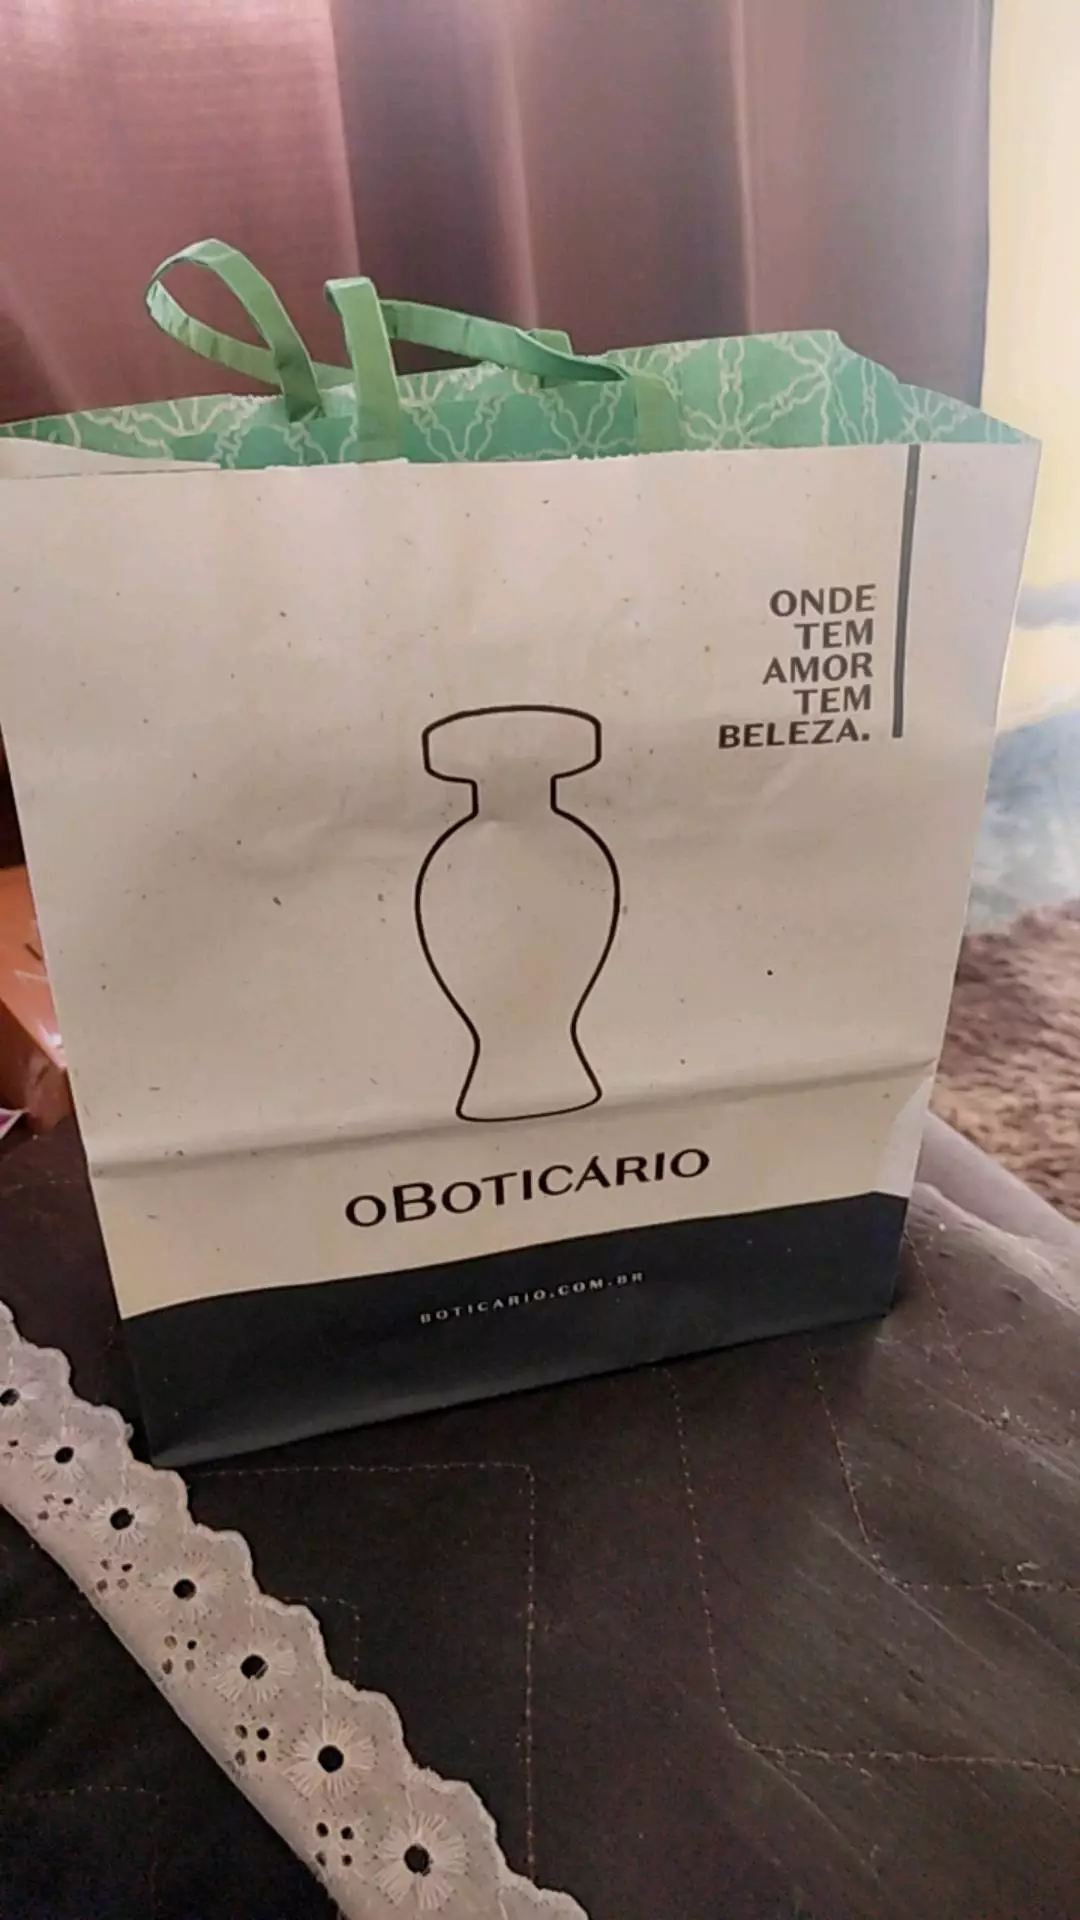 ONDE
TEM
AMOR
TEM
BELEZA.
OBOTICÁRIO
BOTICARIO.COM.BR